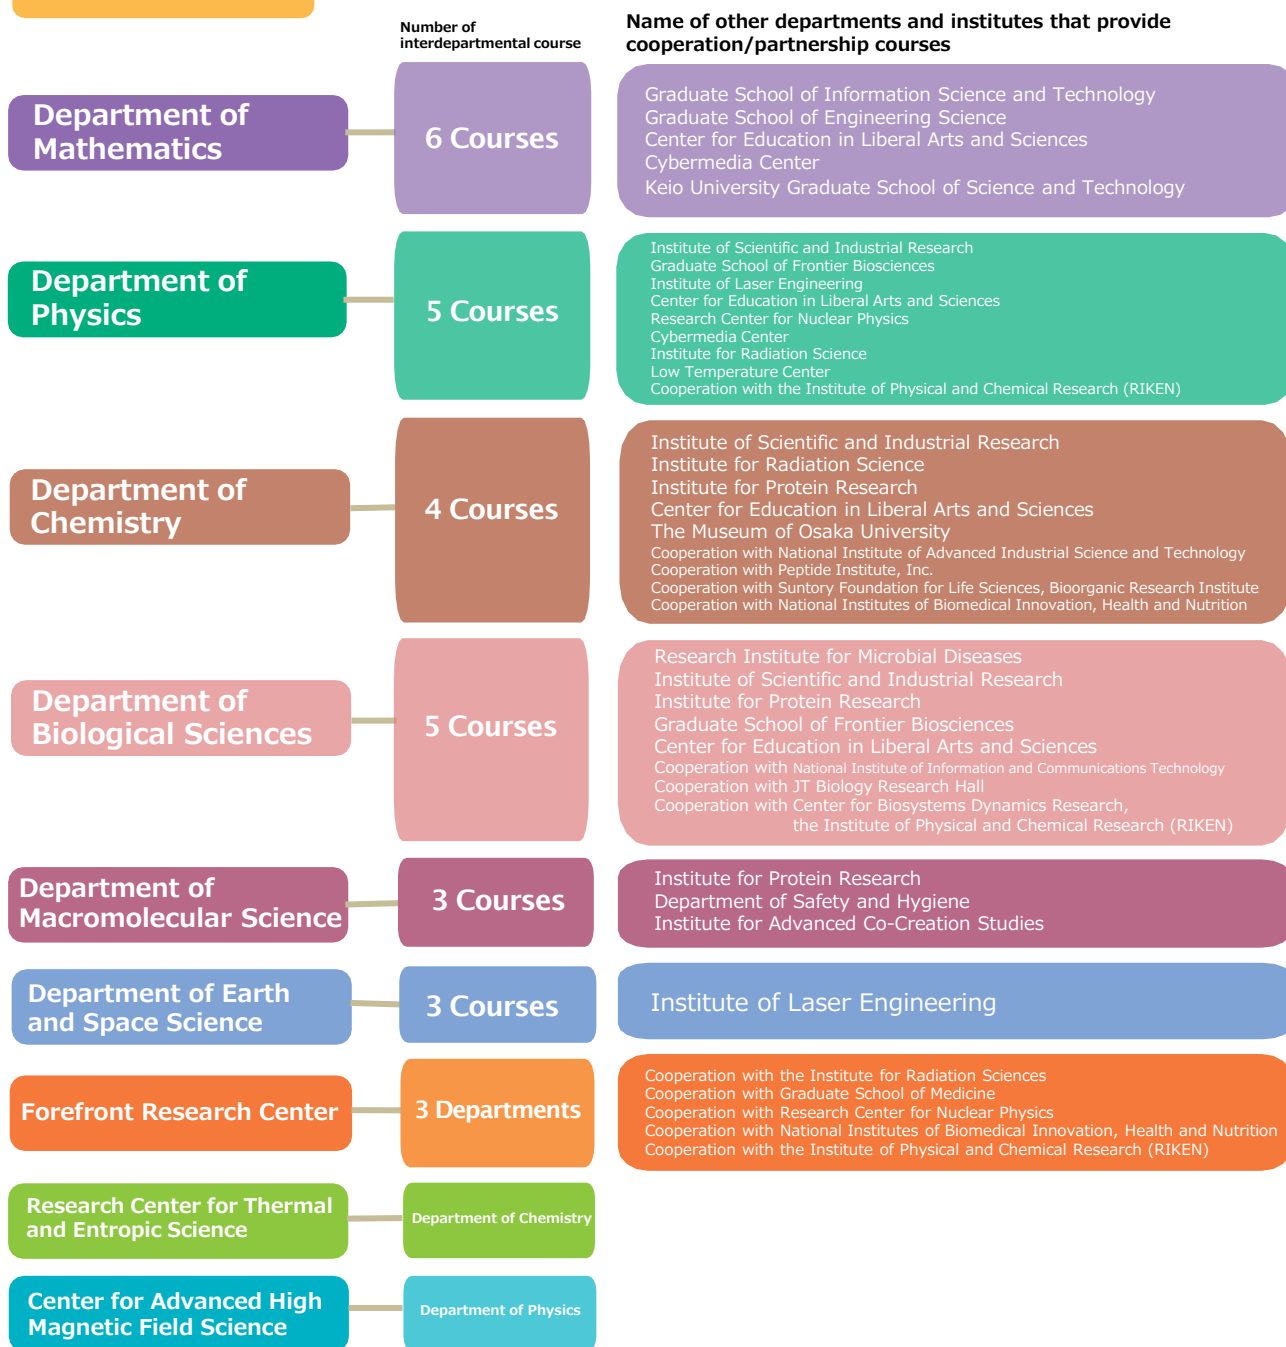 Number of
interdepartmental course
Name of other departments and institutes that provide
cooperation/partnership courses
Department of
Mathematics
6 Courses
Graduate School of Information Science and Technology
Graduate School of Engineering Science
Center for Education in Liberal Arts and Sciences
Cybermedia Center
Keio University Graduate School of Science and Technology
Department of
Physics
5 Courses
Institute of Scientific and Industrial Research
Graduate School of Frontier Biosciences
Institute of Laser Engineering
Center for Education in Liberal Arts and Sciences
Research Center for Nuclear Physics
Cybermedia Center
Institute for Radiation Science
Low Temperature Center
Cooperation with the Institute of Physical and Chemical Research (RIKEN)
Department of
Chemistry
4 Courses
Institute of Scientific and Industrial Research
Institute for Radiation Science
Institute for Protein Research
Center for Education in Liberal Arts and Sciences
The Museum of Osaka University
Cooperation with National Institute of Advanced Industrial Science and Technology
Cooperation with Peptide Institute, Inc.
Cooperation with Suntory Foundation for Life Sciences, Bioorganic Research Institute
Cooperation with National Institutes of Biomedical Innovation, Health and Nutrition
Department of
Biological Sciences
5 Courses
Research Institute for Microbial Diseases
Institute of Scientific and Industrial Research
Institute for Protein Research
Graduate School of Frontier Biosciences
Center for Education in Liberal Arts and Sciences
Cooperation with National Institute of Information and Communications Technology
Cooperation with JT Biology Research Hall
Cooperation with Center for Biosystems Dynamics Research,
the Institute of Physical and Chemical Research (RIKEN)
Department of
Macromolecular Science
3 Courses
Institute for Protein Research
Department of Safety and Hygiene
Institute for Advanced Co-Creation Studies
Department of Earth
and Space Science
3 Courses
Institute of Laser Engineering
Forefront Research Center
3 Departments
Cooperation with the Institute for Radiation Sciences
Cooperation with Graduate School of Medicine
Cooperation with Research Center for Nuclear Physics
Cooperation with National Institutes of Biomedical Innovation, Health and Nutrition
Cooperation with the Institute of Physical and Chemical Research (RIKEN)
Research Center for Thermal
and Entropic Science
Department of Chemistry
Center for Advanced High
Magnetic Field Science
Department of Physics